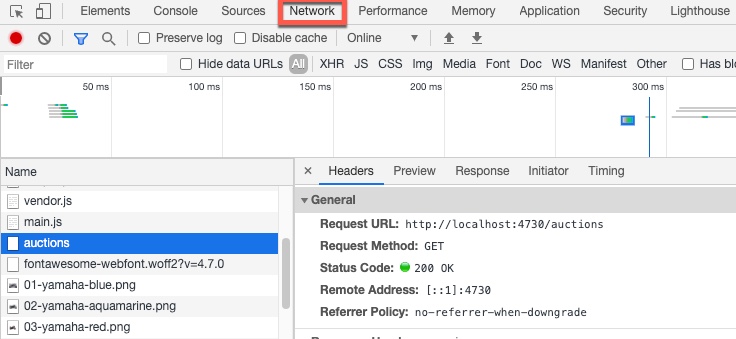 Elements Console Sources Network Performance Memory Application Security Lighthouse
Preserve log Disable cache Online
Filter Hide data URLs All XHR JS CSS Img Media Font Doc WS Manifest Other Has blo
50 ms 100 ms 150 ms 200 ms 250 ms 300 ms
Name × Headers Preview Response Initiator Timing
vendor.js
main.js
auctions
fontawesome-webfont.woff2?v=4.7.0
01-yamaha-blue.png
02-yamaha-aquamarine.png
03-yamaha-red.png
General
Request URL: http://localhost:4730/auctions
Request Method: GET
Status Code: 200 OK
Remote Address: [::1]:4730
Referrer Policy: no-referrer-when-downgrade